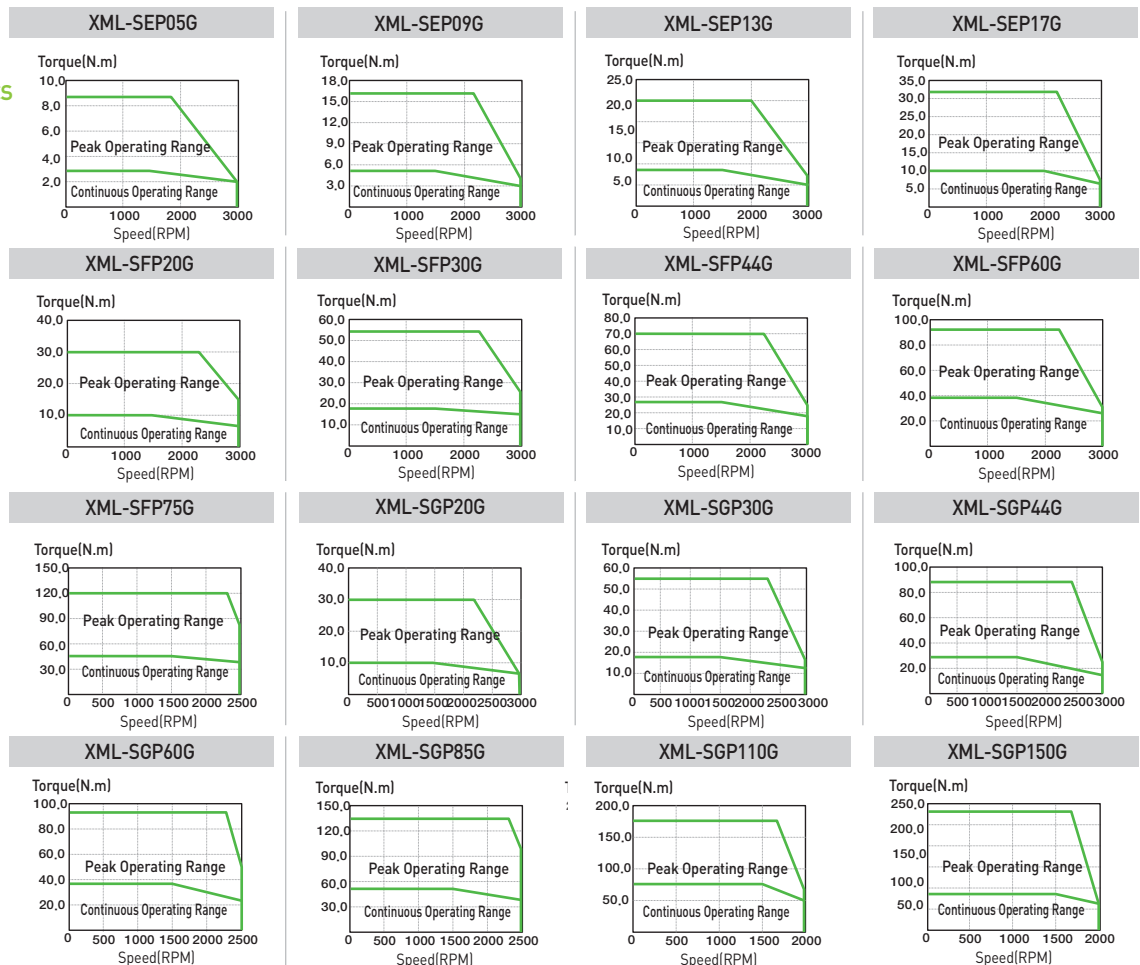 s
XML-SEP05G
Torque(N.m)
10,0
8,0
6,0
4,0
2,0
Peak Operating Range
Continuous Operating Range
0 1000 2000 3000
Speed(RPM)
XML-SEP09G
Torque(N.m)
18,0
15,0
12,0
9,0
6,0
3,0
Peak Operating Range
Continuous Operating Range
0 1000 2000 3000
Speed(RPM)
XML-SEP13G
Torque(N.m)
25,0
20,0
15,0
10,0
5,0
Peak Operating Range
Continuous Operating Range
0 1000 2000 3000
Speed(RPM)
XML-SEP17G
Torque(N.m)
35,0
30,0
25,0
20,0
15,0
10,0
5,0
Peak Operating Range
Continuous Operating Range
0 1000 2000 3000
Speed(RPM)
XML-SFP20G
Torque(N.m)
40,0
30,0
20,0
10,0
Peak Operating Range
Continuous Operating Range
0 1000 2000 3000
Speed(RPM)
XML-SFP30G
Torque(N.m)
60,0
50,0
40,0
30,0
20,0
10,0
Peak Operating Range
Continuous Operating Range
0 1000 2000 3000
Speed(RPM)
XML-SFP44G
Torque(N.m)
80,0
70,0
60,0
50,0
40,0
30,0
20,0
10,0
Peak Operating Range
Continuous Operating Range
0 1000 2000 3000
Speed(RPM)
XML-SFP60G
Torque(N.m)
100,0
80,0
60,0
40,0
20,0
Peak Operating Range
Continuous Operating Range
0 1000 2000 3000
Speed(RPM)
XML-SFP75G
Torque(N.m)
150,0
120,0
90,0
60,0
30,0
Peak Operating Range
Continuous Operating Range
0 500 1000 1500 2000 2500
Speed(RPM)
XML-SGP20G
Torque(N.m)
40,0
30,0
20,0
10,0
Peak Operating Range
Continuous Operating Range
0 500 1000 1500 2000 2500 3000
Speed(RPM)
XML-SGP30G
Torque(N.m)
60,0
50,0
40,0
30,0
20,0
10,0
Peak Operating Range
Continuous Operating Range
0 500 1000 1500 2000 2500 3000
Speed(RPM)
XML-SGP44G
Torque(N.m)
100,0
80,0
60,0
40,0
20,0
Peak Operating Range
Continuous Operating Range
0 500 1000 1500 2000 2500 3000
Speed(RPM)
XML-SGP60G
Torque(N.m)
100,0
80,0
60,0
40,0
20,0
Peak Operating Range
Continuous Operating Range
0 500 1000 1500 2000 2500
Speed(RPM)
XML-SGP85G
Torque(N.m)
150,0
120,0
90,0
60,0
30,0
Peak Operating Range
Continuous Operating Range
0 500 1000 1500 2000 2500
Speed(RPM)
XML-SGP110G
Torque(N.m)
200,0
150,0
100,0
50,0
Peak Operating Range
Continuous Operating Range
0 500 1000 1500 2000
Speed(RPM)
XML-SGP150G
Torque(N.m)
250,0
200,0
150,0
100,0
50,0
Peak Operating Range
Continuous Operating Range
0 500 1000 1500 2000
Speed(RPM)